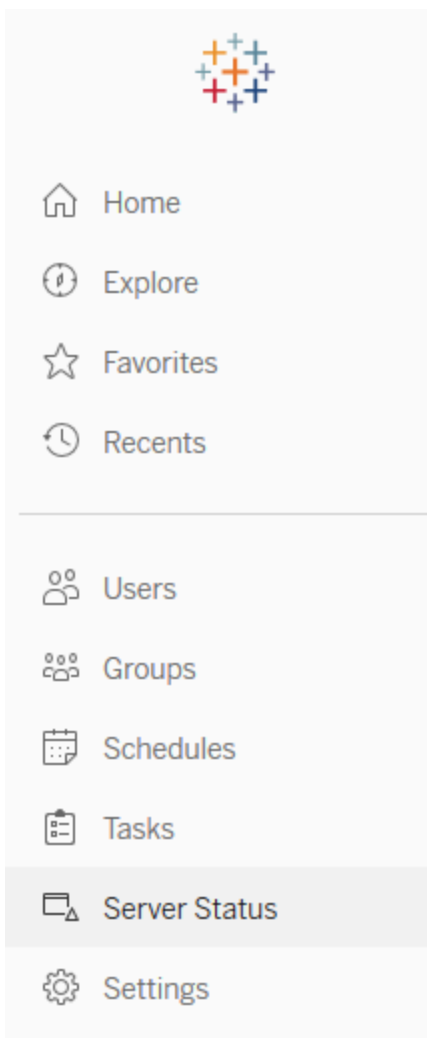 Home
Explore
Favorites
Recents
Users
Groups
Schedules
Tasks
Server Status
Settings